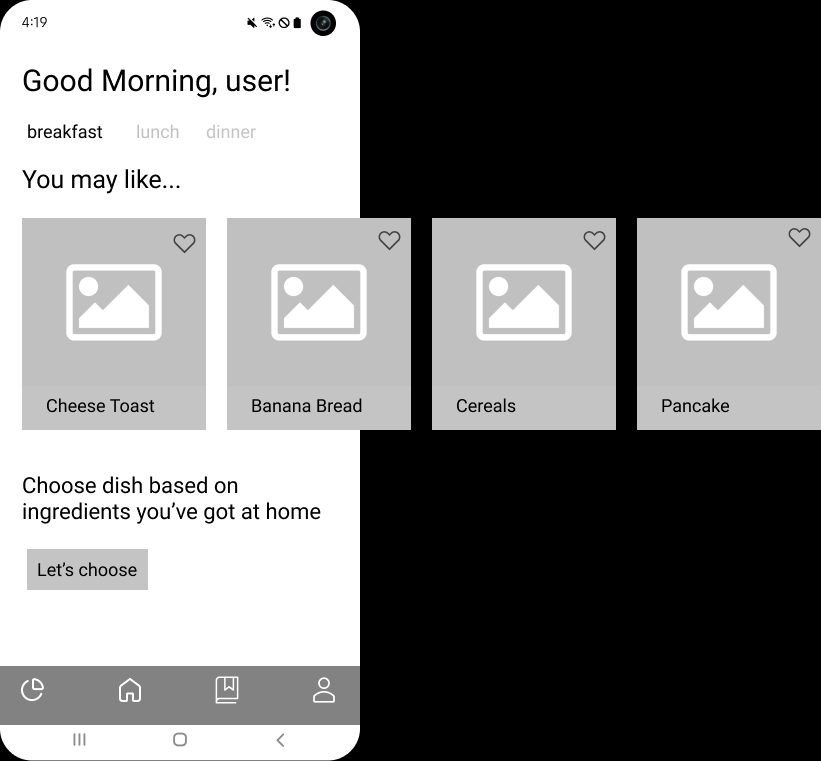 4:19
Good Morning, user!
breakfast lunch dinner
You may like...
Cheese Toast
Banana Bread
Cereals
Pancake
Choose dish based on
ingredients you’ve got at home
Let’s choose